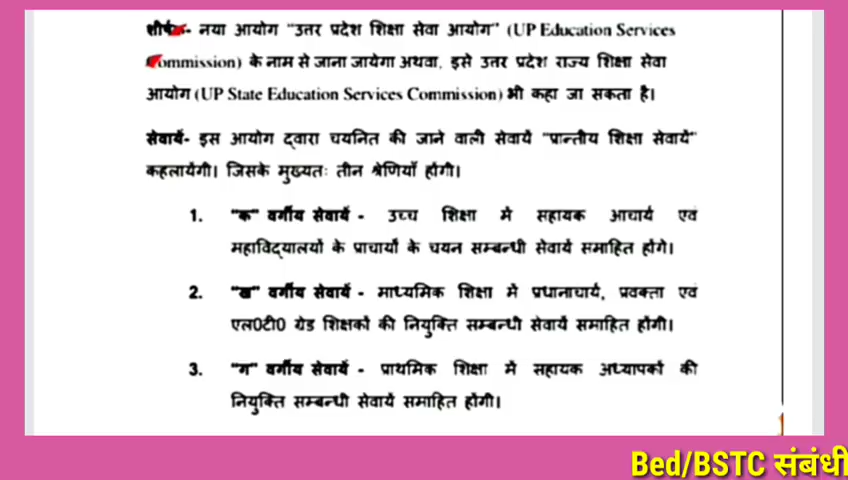 शीर्षक- नया आयोग "उत्तर प्रदेश शिक्षा सेवा आयोग" (UP Education Services
Commission) के नाम से जाना जायेगा अथवा, इसे उत्तर प्रदेश राज्य शिक्षा सेवा
आयोग (UP State Education Services Commission) भी कहा जा सकता है।
सेवायें- इस आयोग द्वारा चयनित की जाने वाली सेवायें "प्रान्तीय शिक्षा सेवायें"
कहलायेंगी। जिसके मुख्यतः तीन श्रेणियाँ होंगी।
1. "क" वर्गीय सेवायें - उच्च शिक्षा में सहायक आचार्य एवं
महाविद्यालयों के प्राचार्यों के चयन सम्बन्धी सेवायें समाहित होंगे।
2. "ख" वर्गीय सेवायें - माध्यमिक शिक्षा में प्रधानाचार्य, प्रवक्ता एवं
एल0टी0 ग्रेड शिक्षकों की नियुक्ति सम्बन्धी सेवायें समाहित होंगी।
3. "ग" वर्गीय सेवायें - प्राथमिक शिक्षा में सहायक अध्यापकों की
नियुक्ति सम्बन्धी सेवायें समाहित होंगी।
Bed/BSTC संबंधी